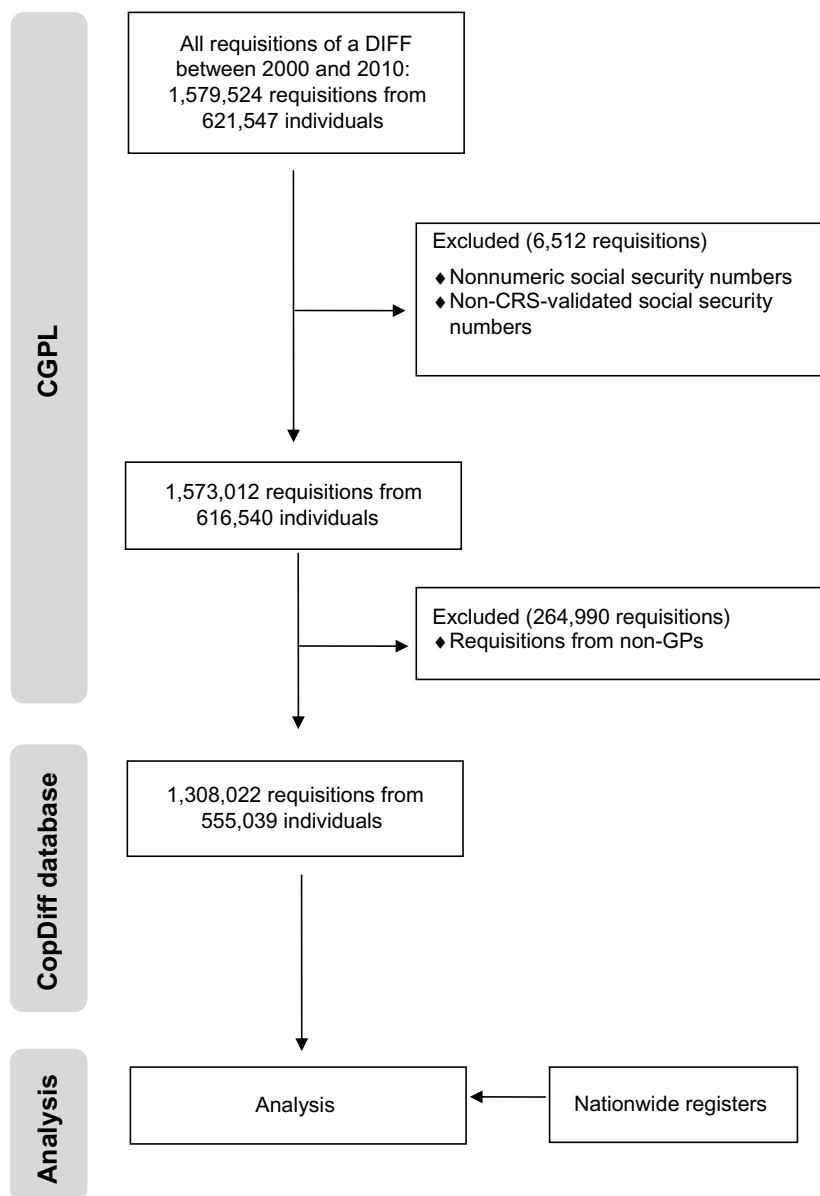 CGPL
All requisitions of a DIFF
between 2000 and 2010:
1,579,524 requisitions from
621,547 individuals
Excluded (6,512 requisitions)
♦ Nonnumeric social security numbers
♦ Non-CRS-validated social security
numbers
1,573,012 requisitions from
616,540 individuals
Excluded (264,990 requisitions)
♦ Requisitions from non-GPs
CopDiff database
1,308,022 requisitions from
555,039 individuals
Analysis
Analysis
Nationwide registers